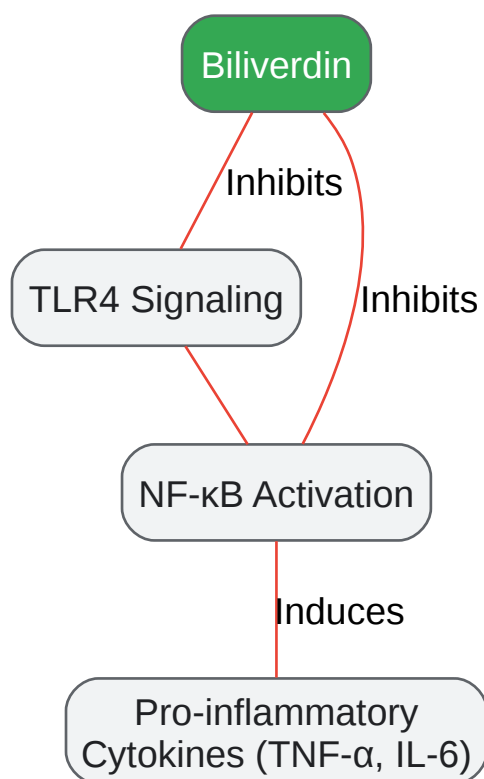 Biliverdin
Inhibits
TLR4 Signaling
Inhibits
NF-κB Activation
Induces
Pro-inflammatory
Cytokines (TNF-α, IL-6)